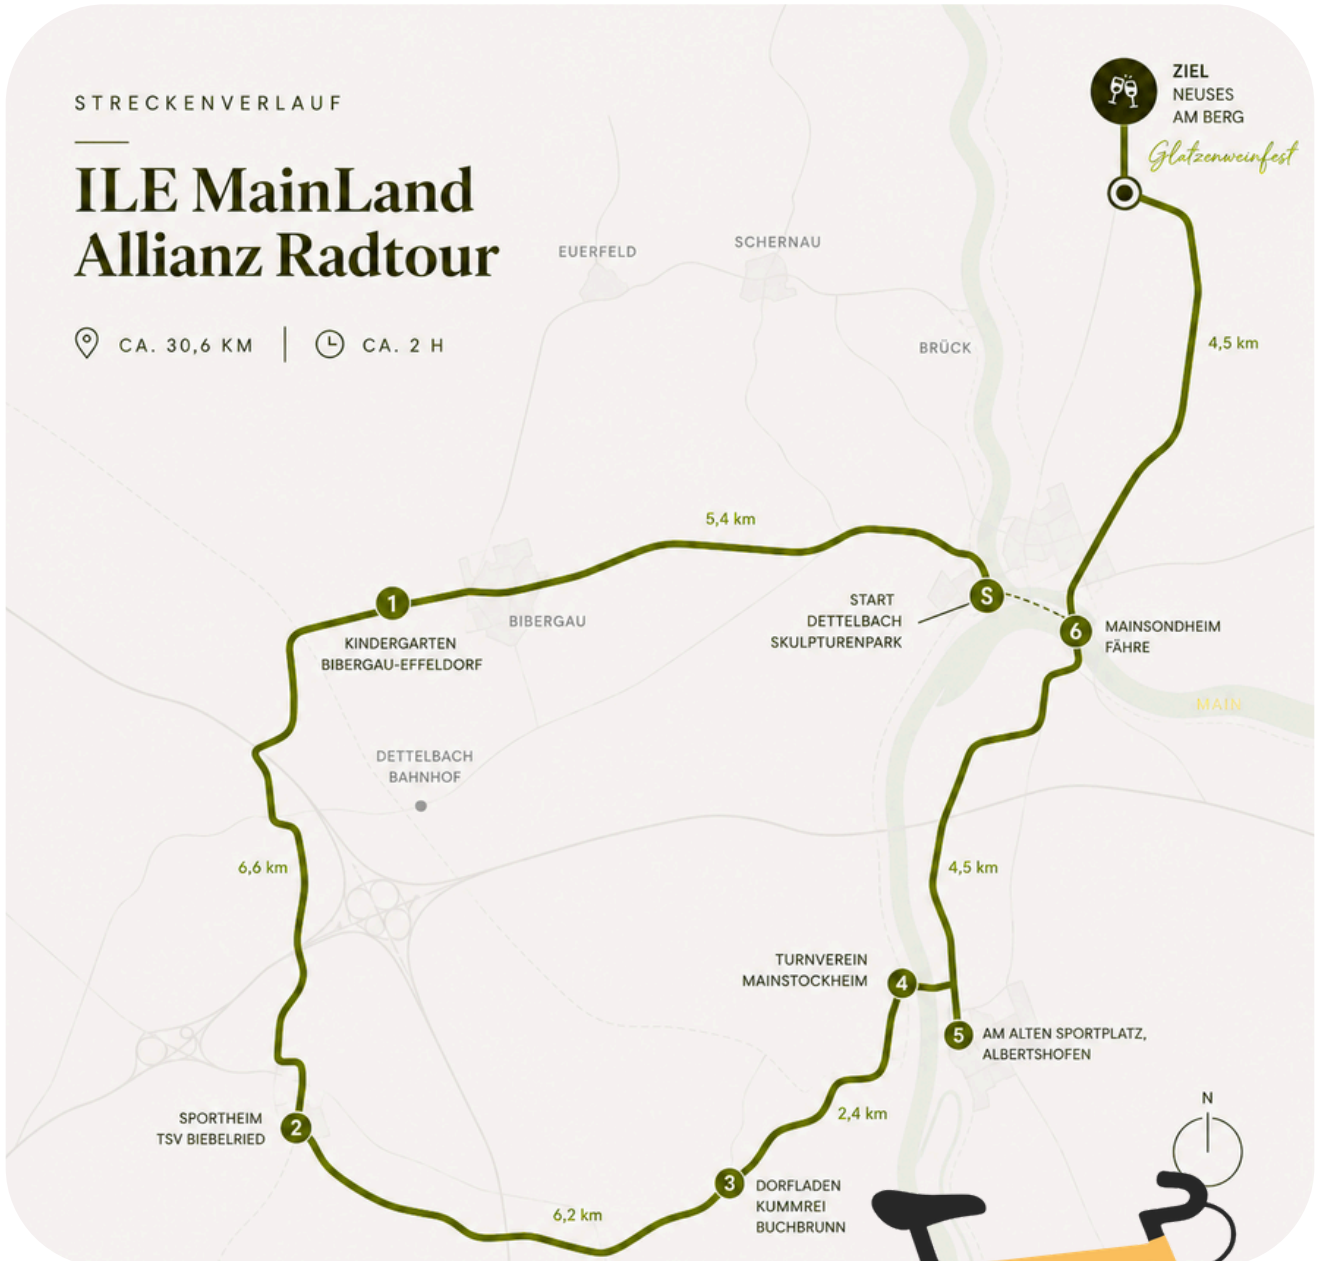 STRECKENVERLAUF
ILE MainLand
Allianz Radtour
CA. 30,6 KM
CA. 2 H
ZIEL
NEUSES
AM BERG
Glatzenweinfest
EUERFELD
SCHERNAU
BRÜCK
4,5 km
5,4 km
S
START
DETTELBACH
SKULPTURENPARK
6
MAINSONDHEIM
FÄHRE
1
KINDERGARTEN
BIBERGAU-EFFELDORF
BIBERGAU
MAIN
DETTELBACH
BAHNHOF
6,6 km
4,5 km
TURNVEREIN
MAINSTOCKHEIM
4
5
AM ALTEN SPORTPLATZ,
ALBERTSHOFEN
SPORTHEIM
TSV BIEBELRIED
2
2,4 km
N
3
DORFLADEN
KUMMREI
BUCHBRUNN
6,2 km